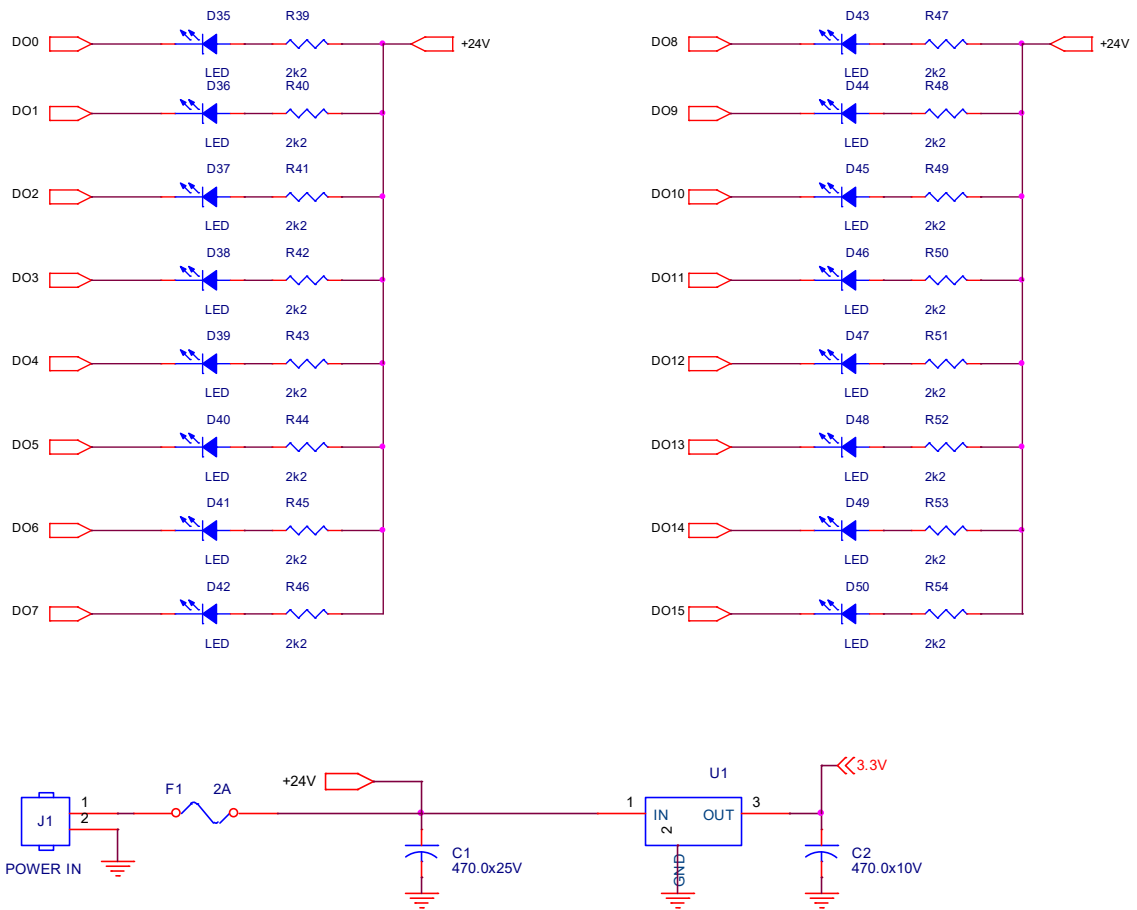 D35 R39 D43 R47
DO0 +24V DO8 +24V
LED 2k2 LED 2k2
D36 R40 D44 R48
DO1 DO9
LED 2k2 LED 2k2
D37 R41 D45 R49
DO2 DO10
LED 2k2 LED 2k2
D38 R42 D46 R50
DO3 DO11
LED 2k2 LED 2k2
D39 R43 D47 R51
DO4 DO12
LED 2k2 LED 2k2
D40 R44 D48 R52
DO5 DO13
LED 2k2 LED 2k2
D41 R45 D49 R53
DO6 DO14
LED 2k2 LED 2k2
D42 R46 D50 R54
DO7 DO15
LED 2k2 LED 2k2
3.3V
U1
+24V
F1 2A
1 1 3
J1 2 IN OUT
2
POWER IN
C1 GND C2
470.0x25V 470.0x10V